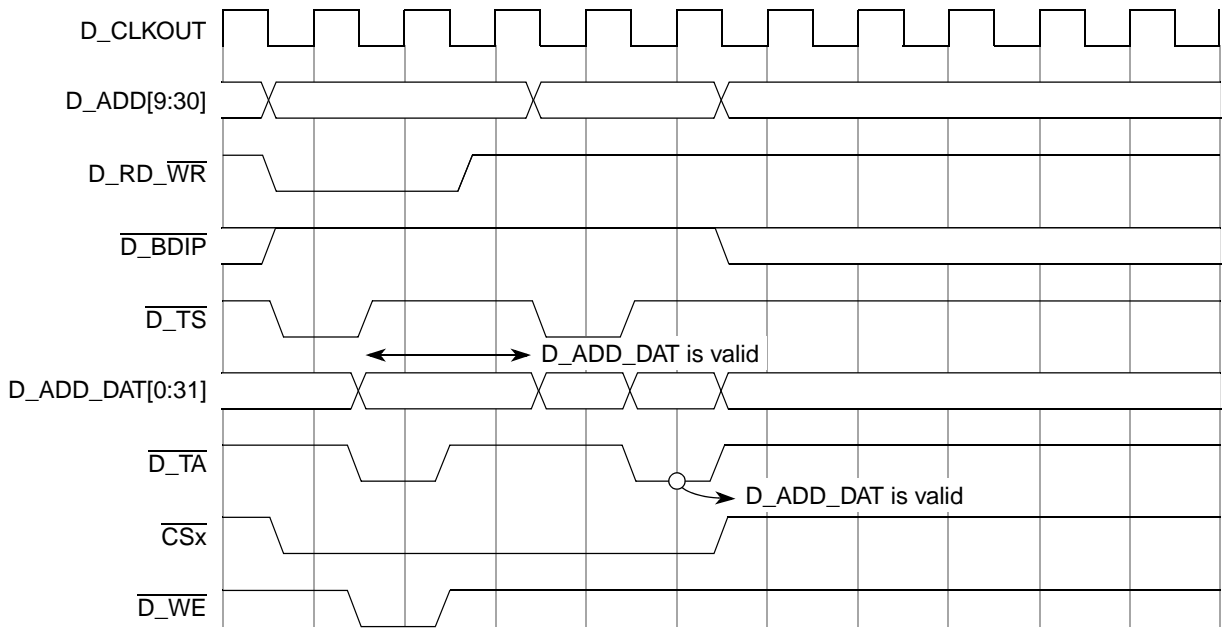 D_CLKOUT
D_ADD[9:30]
D_RD_WR
D_BDIP
D_TS
D_ADD_DAT is valid
D_ADD_DAT[0:31]
D_TA
D_ADD_DAT is valid
CSx
D_WE